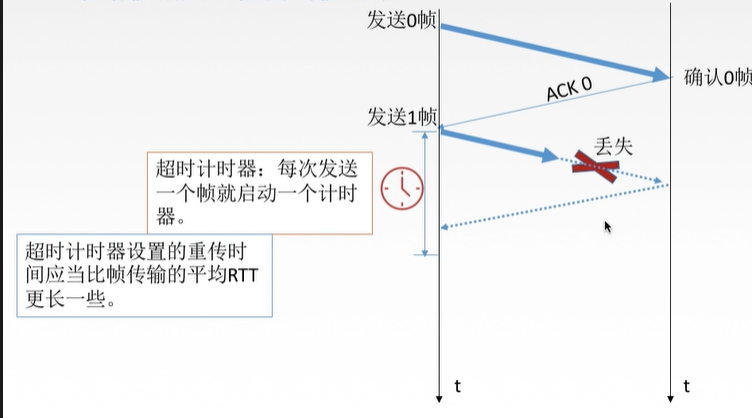 发送0帧
确认0帧
ACK 0
发送1帧
丢失
超时计时器：每次发送
一个帧就启动一个计时
器。
超时计时器设置的重传时
间应当比帧传输的平均RTT
更长一些。
t
t